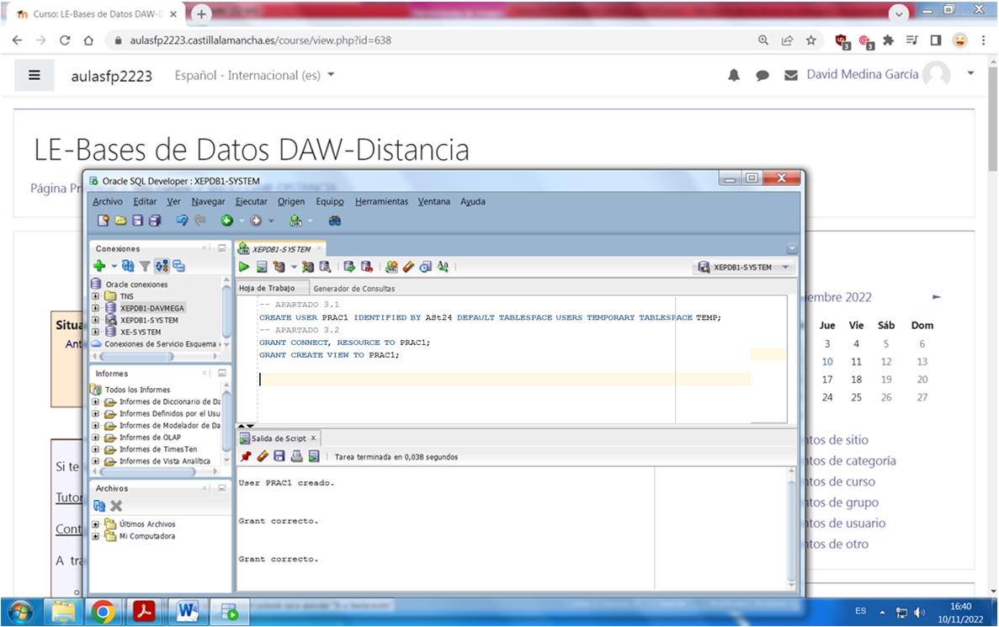 Curso: LE-Bases de Datos DAW-D
aulasfp2223.castillalamancha.es/course/view.php?id=638
3
3
aulasfp2223
Español - Internacional (es)
David Medina García
LE-Bases de Datos DAW-Distancia
Página Pr
Oracle SQL Developer : XEPDB1-SYSTEM
Archivo Editar Ver Navegar Ejecutar Origen Equipo Herramientas Ventana Ayuda
Conexiones
Oracle conexiones
TNS
XEPDB1-DAVMEGA
XEPDB1-SYSTEM
XE-SYSTEM
Conexiones de Servicio Esquema
Informes
Todos los Informes
Informes de Diccionario de Da
Informes Definidos por el Usu
Informes de Modelador de Da
Informes de OLAP
Informes de TimesTen
Informes de Vista Analítica
Archivos
Últimos Archivos
Mi Computadora
XEPDB1-SYSTEM
XEPDB1-SYSTEM
Hoja de Trabajo Generador de Consultas
-- APARTADO 3.1
CREATE USER PRAC1 IDENTIFIED BY ASt24 DEFAULT TABLESPACE USERS TEMPORARY TABLESPACE TEMP;
-- APARTADO 3.2
GRANT CONNECT, RESOURCE TO PRAC1;
GRANT CREATE VIEW TO PRAC1;
Salida de Script
Tarea terminada en 0,038 segundos
User PRAC1 creado.
Grant correcto.
Grant correcto.
Situa
Ant
Si te
Tutor
Cont
A tra
iembre 2022
Jue Vie Sáb Dom
3 4 5 6
10 11 12 13
17 18 19 20
24 25 26 27
ntos de sitio
ntos de categoría
ntos de curso
ntos de grupo
ntos de usuario
ntos de otro
ES
16:40
10/11/2022